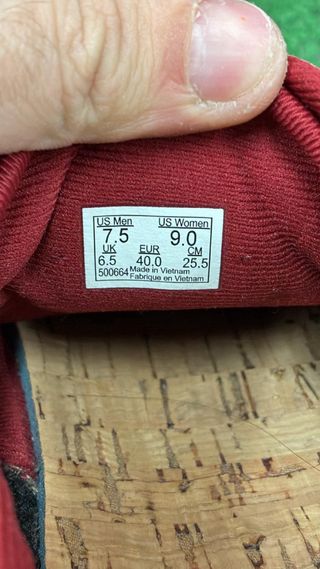 US Men US Women
7.5 9.0
UK EUR CM
6.5 40.0 25.5
500664 Made in Vietnam
Fabrique en Vietnam